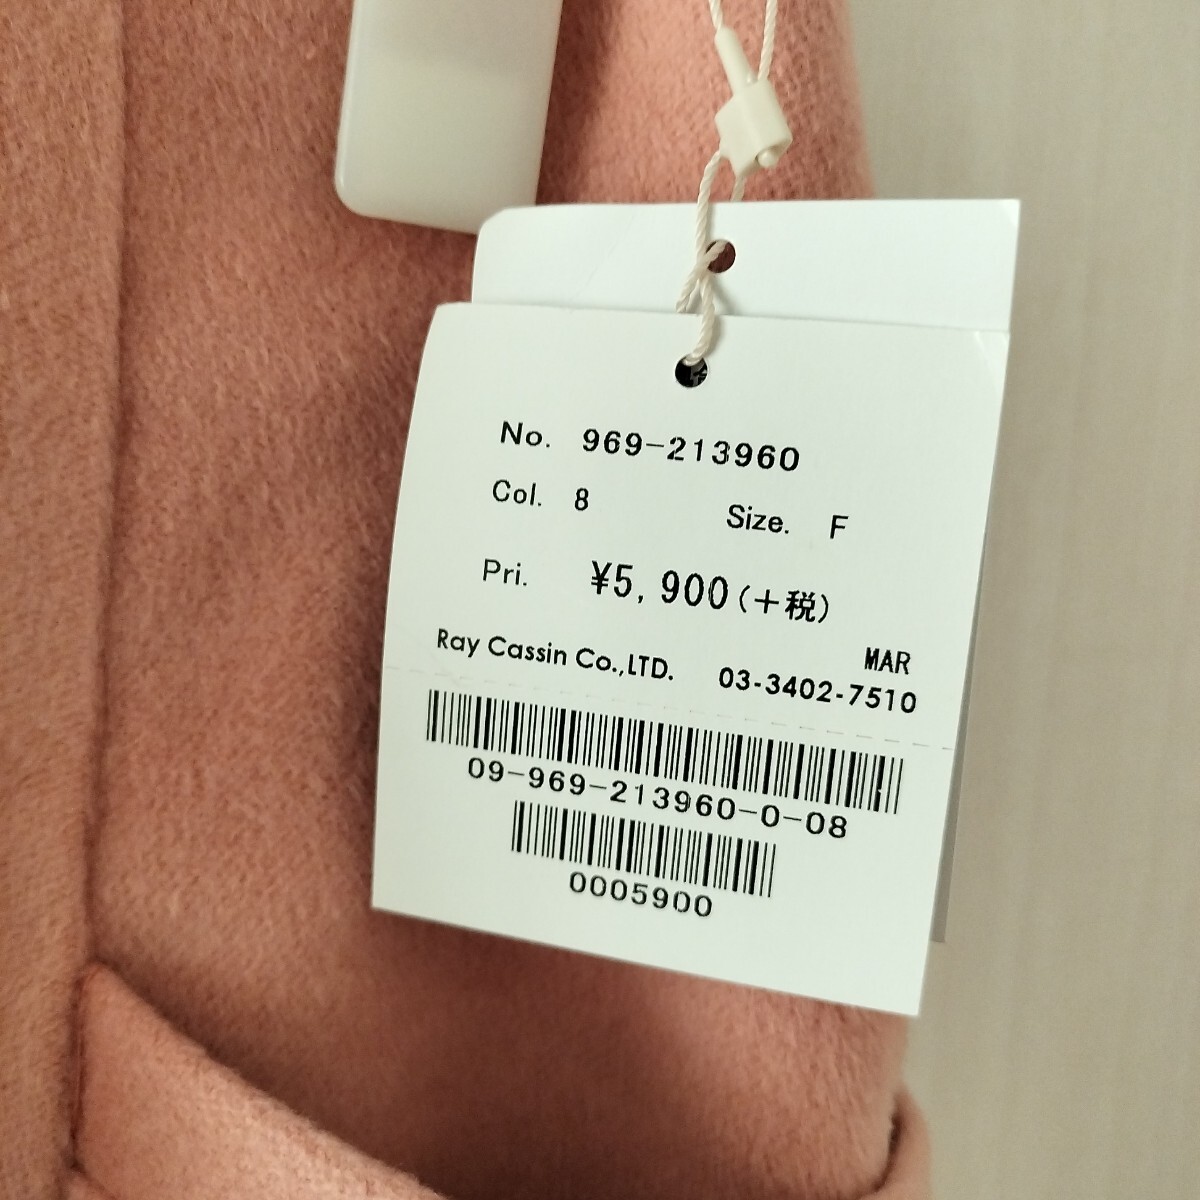 No. 969-213960
Col. 8 Size. F
Pri. ¥5,900(+税)
MAR
Ray Cassin Co.,LTD. 03-3402-7510
09-969-213960-0-08
0005900